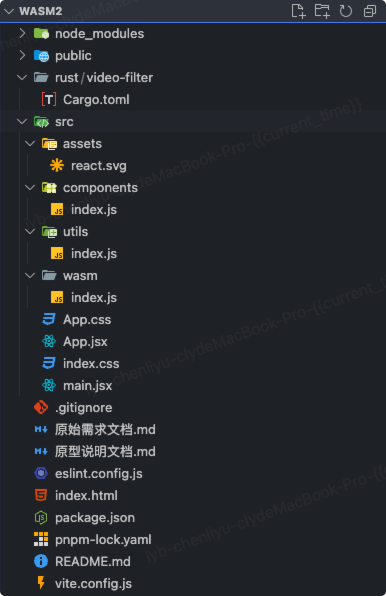 WASM2
node_modules
public
rust/video-filter
Cargo.toml
src
assets
react.svg
components
index.js
utils
index.js
wasm
index.js
App.css
App.jsx
index.css
main.jsx
.gitignore
原始需求文档.md
原型说明文档.md
eslint.config.js
index.html
package.json
pnpm-lock.yaml
README.md
vite.config.js